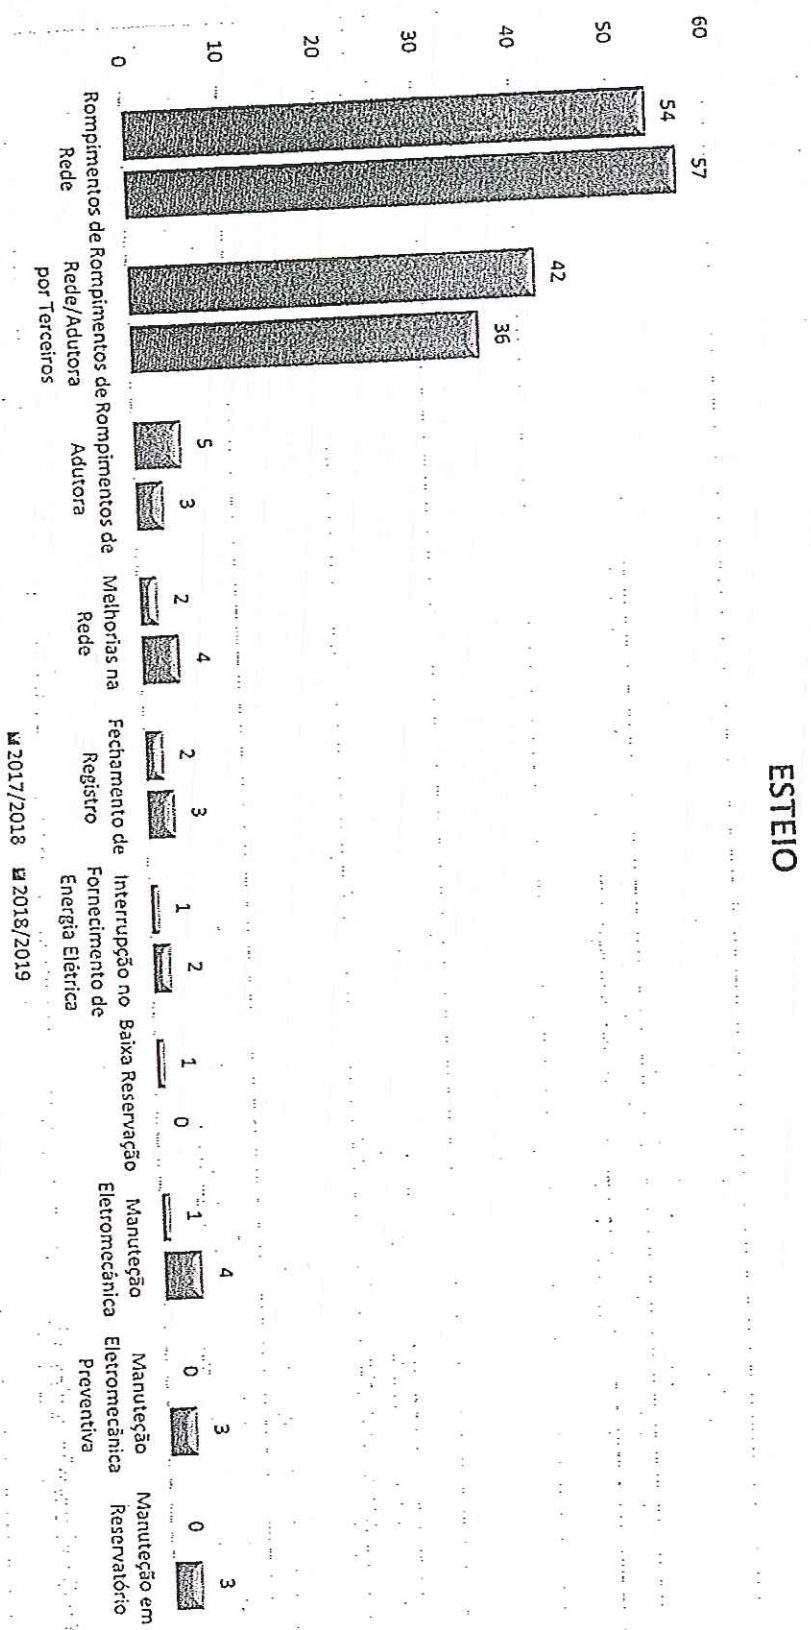 ESTEIO
60
50
40
30
20
10
0
54
57
42
36
5
3
2
4
2
3
1
2
1
0
1
4
0
3
0
3
Rompimentos de
Rede
Rompimentos de
Rede/Adutora
por Terceiros
Rompimentos de
Adutora
Melhorias na
Rede
Fechamento de
Registro
Interrupção no
Fornecimento de
Energia Elétrica
Baixa Reservação
Manuteção
Eletromecânica
Manuteção
Eletromecânica
Preventiva
Manuteção em
Reservatório
2017/2018 2018/2019